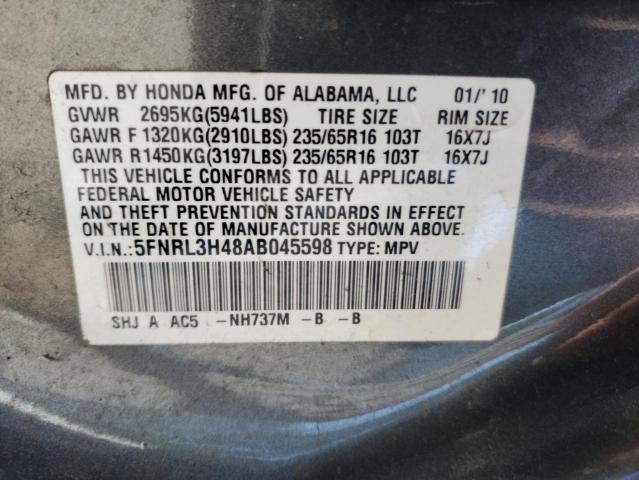 MFD. BY HONDA MFG. OF ALABAMA, LLC 01/'10
GVWR 2695KG(5941LBS) TIRE SIZE RIM SIZE
GAWR F1320KG(2910LBS) 235/65R16 103T 16X7J
GAWR R1450KG(3197LBS) 235/65R16 103T 16X7J
THIS VEHICLE CONFORMS TO ALL APPLICABLE
FEDERAL MOTOR VEHICLE SAFETY
AND THEFT PREVENTION STANDARDS IN EFFECT
ON THE DATE OF MANUFACTURE SHOWN ABOVE.
V.I.N.:5FNRL3H48AB045598 TYPE: MPV
SHJ A AC5 -NH737M -B -B